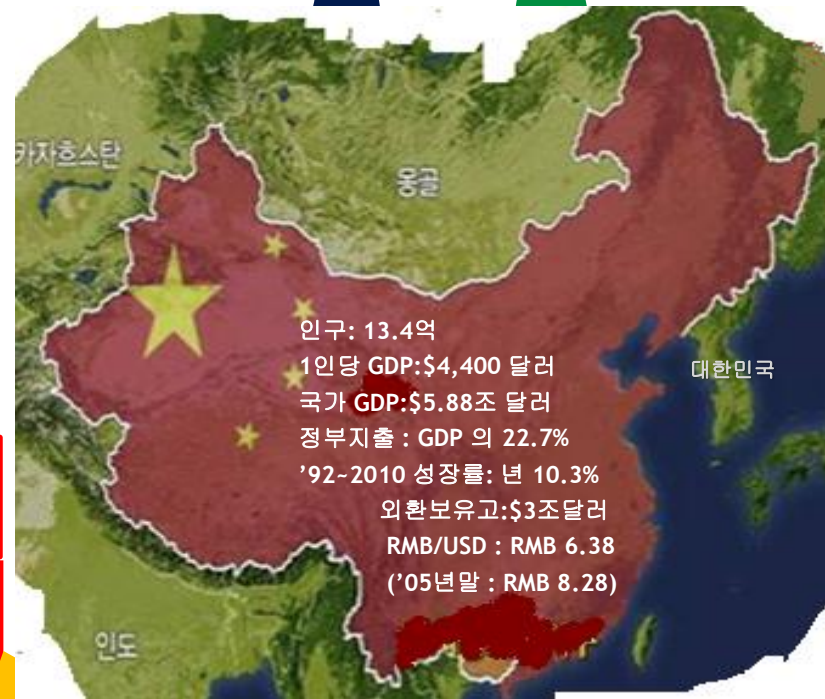 카자흐스탄
몽골
인구: 13.4억
1인당 GDP:$4,400 달러
대한민국
국가 GDP:$5.88조 달러
정부지출 : GDP 의 22.7%
’92~2010 성장률: 년 10.3%
외환보유고:$3조달러
RMB/USD : RMB 6.38
(’05년말 : RMB 8.28)
인도